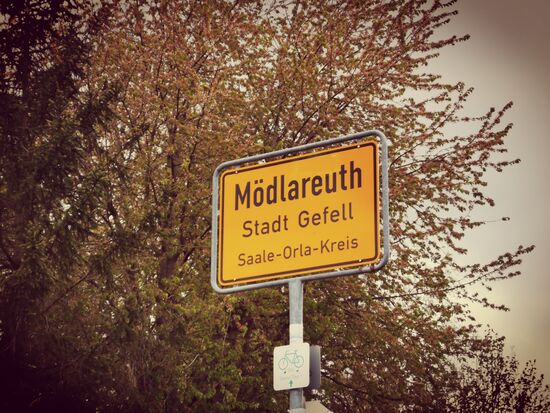 Mödlareuth
Stadt Gefell
Saale-Orla-Kreis